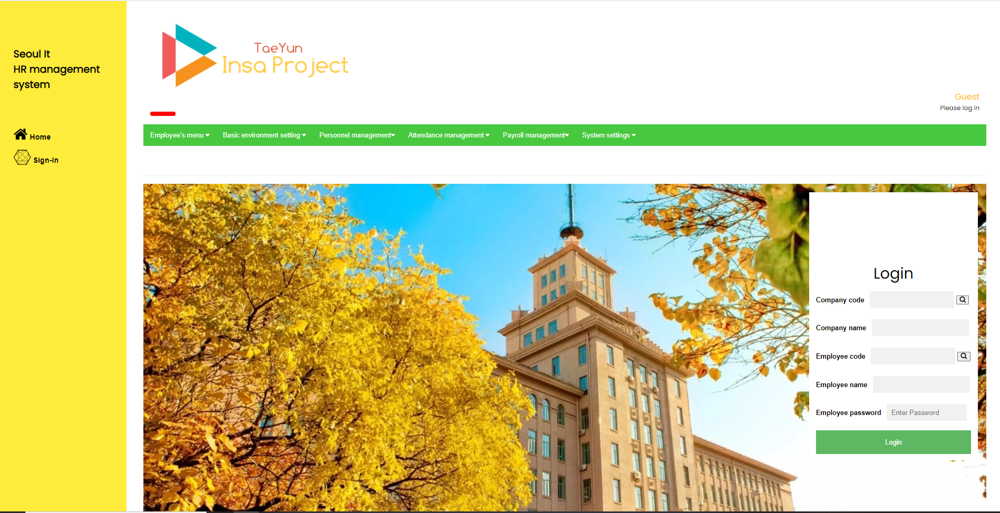 Seoul It
HR management
system
Home
Sign-In
TaeYun
Insa Project
Guest
Please log in
Employee's menu
Basic environment setting
Personnel management
Attendance management
Payroll management
System settings
Login
Company code
Company name
Employee code
Employee name
Employee password Enter Password
Login